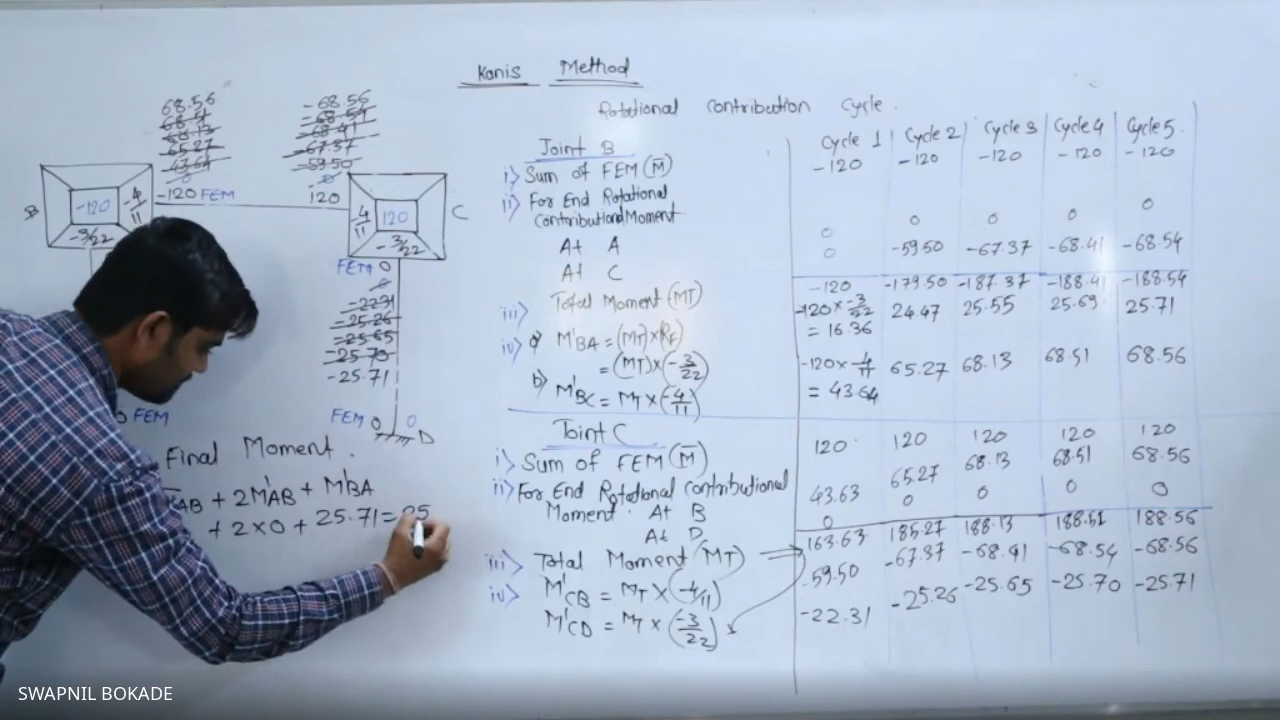 Kanis Method
Rotational contribution cycle.
68.56
68.51
68.13
65.27
43.64
0
-68.56
-68.54
-68.41
-67.37
-59.50
0
-120 FEM
120
B
-120
-4/11
-3/22
-4/11
120
C
-3/22
FEM 0
0
-22.31
-25.26
-25.65
-25.70
-25.71
FEM 0 0
D
0 FEM
Final Moment.
AB + 2M'AB + M'BA
+ 2×0 + 25.71 = 25
Cycle 1 Cycle 2 Cycle 3 Cycle 4 Cycle 5.
Joint B
i) Sum of FEM (M) -120 -120 -120 -120 -120
ii) For End Rotational
Contribution Moment
At A 0 0 0 0 0
At C 0 -59.50 -67.37 -68.41 -68.54
iii) Total Moment (MT) -120 -179.50 -187.37 -188.41 -188.54
iv) a) M'BA = (MT)×(RF) -120×-3/22 24.47 25.55 25.69 25.71
= (MT)×(-3/22) = 16.36
b) M'BC = MT×(-4/11) -120×-4/11 65.27 68.13 68.51 68.56
= 43.64
Joint C
i) Sum of FEM (M) 120 120 120 120 120
ii) For End Rotational Contributional
Moment. At B 43.63 65.27 68.13 68.51 68.56
At D 0 0 0 0 0
iii) Total Moment (MT) 163.63 185.27 188.13 188.51 188.56
iv) M'CB = MT×(-4/11) -59.50 -67.37 -68.41 -68.54 -68.56
M'CD = MT×(-3/22) -22.31 -25.26 -25.65 -25.70 -25.71
SWAPNIL BOKADE